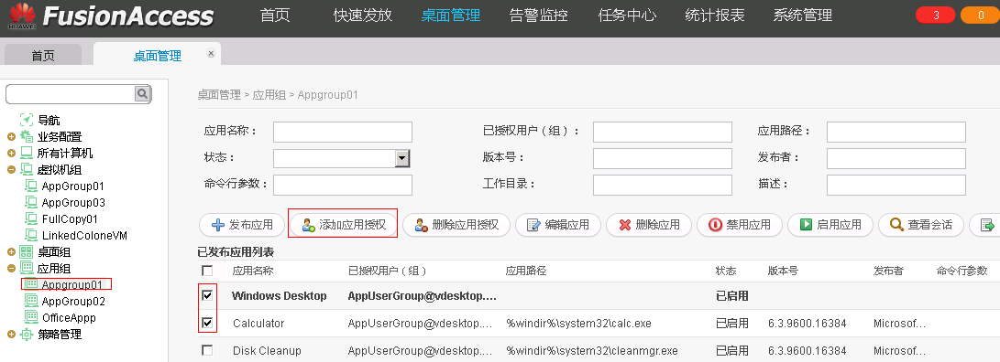 HUAWEI FusionAccess 首页 快速发放 桌面管理 告警监控 任务中心 统计报表 系统管理 3 0
首页 桌面管理 ×
桌面管理 > 应用组 > Appgroup01
导航
业务配置
所有计算机
虚拟机组
AppGroup01
AppGroup03
FullCopy01
LinkedColoneVM
桌面组
应用组
Appgroup01
AppGroup02
OfficeAppp
策略管理
应用名称： 已授权用户（组）： 应用路径：
状态： 版本号： 发布者：
命令行参数： 工作目录： 描述：
发布应用 添加应用授权 删除应用授权 编辑应用 删除应用 禁用应用 启用应用 查看会话
已发布应用列表
应用名称 已授权用户（组） 应用路径 状态 版本号 发布者 命令行参数
Windows Desktop AppUserGroup@vdesktop.... 已启用
Calculator AppUserGroup@vdesktop.... %windir%\system32\calc.exe 已启用 6.3.9600.16384 Microsof...
Disk Cleanup AppUserGroup@vdesktop.... %windir%\system32\cleanmgr.exe 已启用 6.3.9600.16384 Microsof...